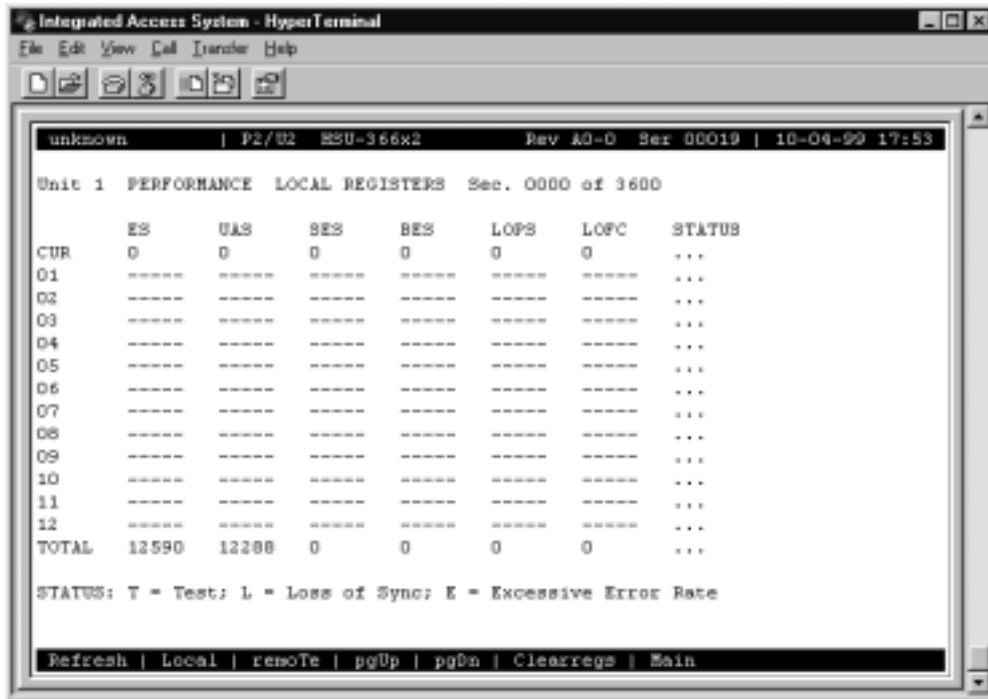 Integrated Access System - HyperTerminal
File Edit View Call Transfer Help
unknown | P2/U2 HSU-366x2 Rev A0-0 Ser 00019 | 10-04-99 17:53
Unit 1 PERFORMANCE LOCAL REGISTERS Sec. 0000 of 3600
ES UAS SES BES LOFS LOFC STATUS
CUR 0 0 0 0 0 0 ...
01 ----- ----- ----- ----- ----- ----- ...
02 ----- ----- ----- ----- ----- ----- ...
03 ----- ----- ----- ----- ----- ----- ...
04 ----- ----- ----- ----- ----- ----- ...
05 ----- ----- ----- ----- ----- ----- ...
06 ----- ----- ----- ----- ----- ----- ...
07 ----- ----- ----- ----- ----- ----- ...
08 ----- ----- ----- ----- ----- ----- ...
09 ----- ----- ----- ----- ----- ----- ...
10 ----- ----- ----- ----- ----- ----- ...
11 ----- ----- ----- ----- ----- ----- ...
12 ----- ----- ----- ----- ----- ----- ...
TOTAL 12590 12288 0 0 0 0 ...
STATUS: T = Test; L = Loss of Sync; E = Excessive Error Rate
Refresh | Local | remoTe | pgUp | pgDn | Clearregs | Main